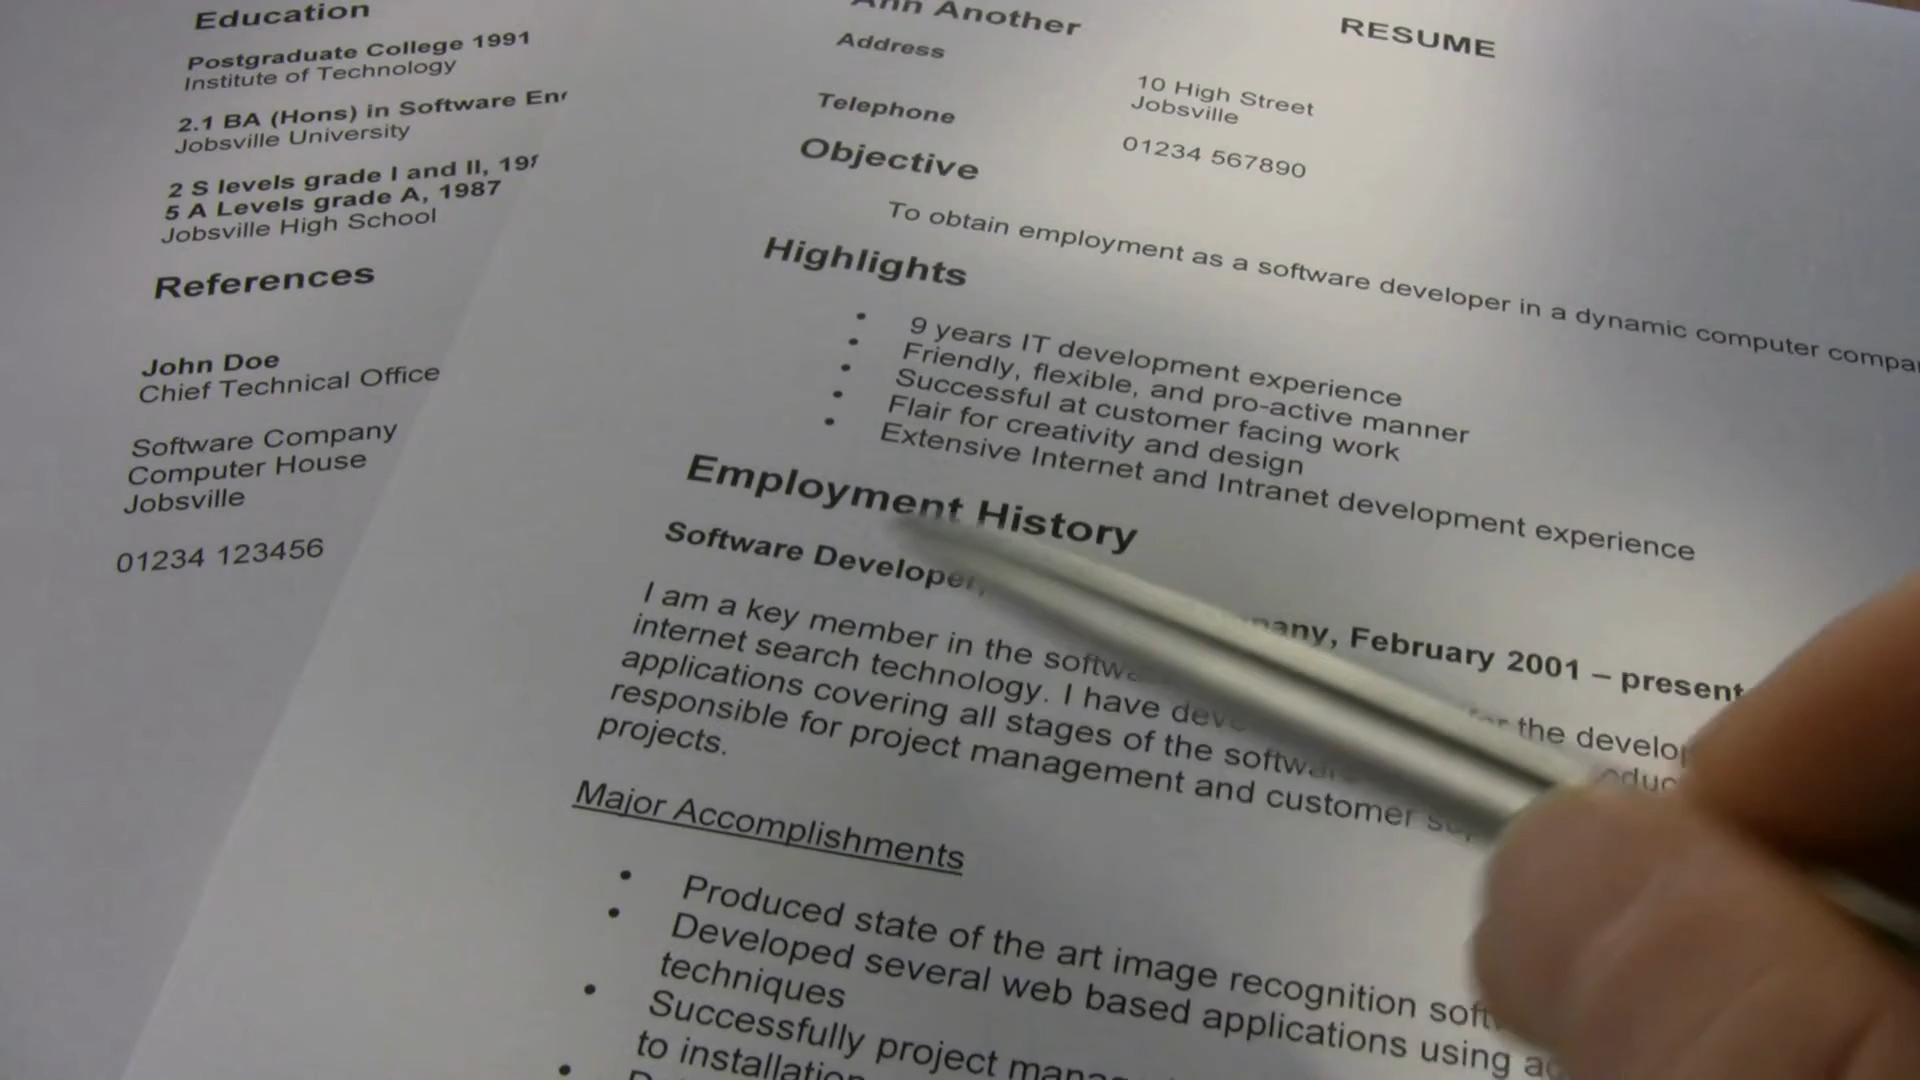 Education
Postgraduate College 1991
Institute of Technology
2.1 BA (Hons) in Software
Jobsville University
2 S levels grade I and II,
5 A Levels grade A, 1987
Jobsville High School
References
John Doe
Chief Technical Office
Software Company
Computer House
Jobsville
01234 123456
Ann Another
RESUME
Address
10 High Street
Jobsville
Telephone
01234 567890
Objective
To obtain employment as a software developer in a dynamic computer
Highlights
• 9 years IT development experience
• Friendly, flexible, and pro-active manner
• Successful at customer facing work
• Flair for creativity and design
• Extensive Internet and Intranet development experience
Employment History
Software Developer, February 2001 – present
I am a key member in the the
internet search technology. I have
applications covering all stages of the
responsible for project management and customer
projects.
Major Accomplishments
• Produced state of the art image recognition
• Developed several web based applications using
techniques
• Successfully project
to